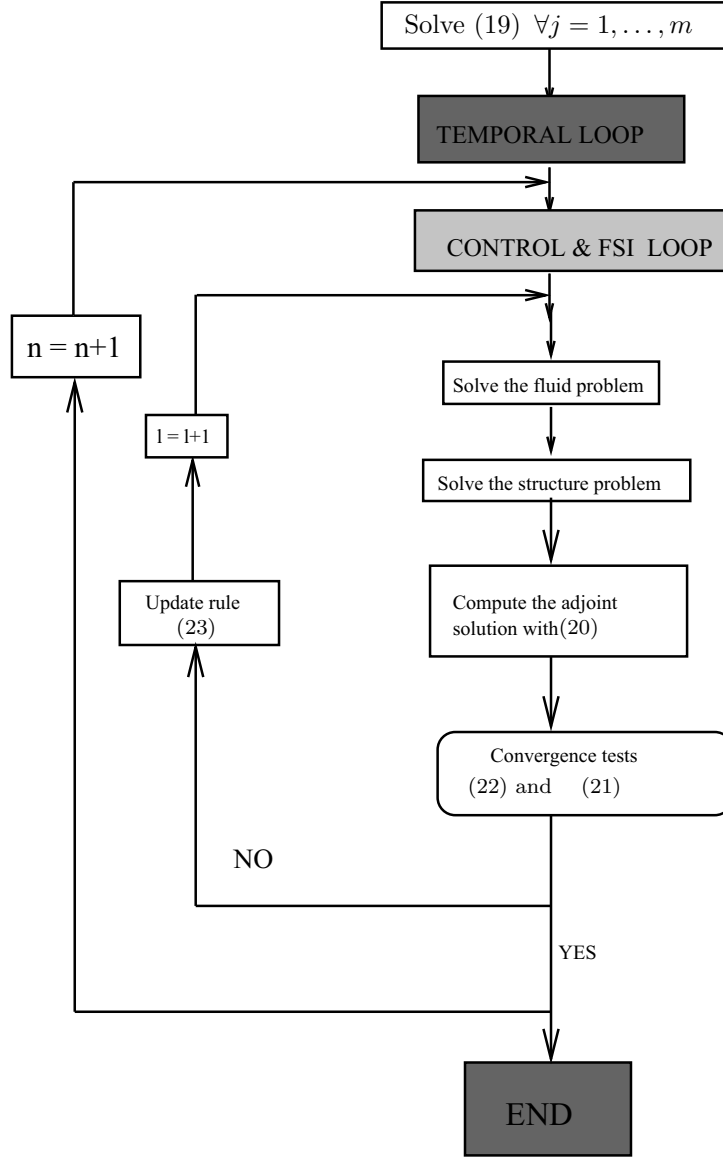 Solve (19) ∀j = 1, . . . , m
TEMPORAL LOOP
CONTROL & FSI LOOP
n = n+1
Solve the fluid problem
l = l+1
Solve the structure problem
Update rule
(23)
Compute the adjoint
solution with (20)
Convergence tests
(22) and (21)
NO
YES
END